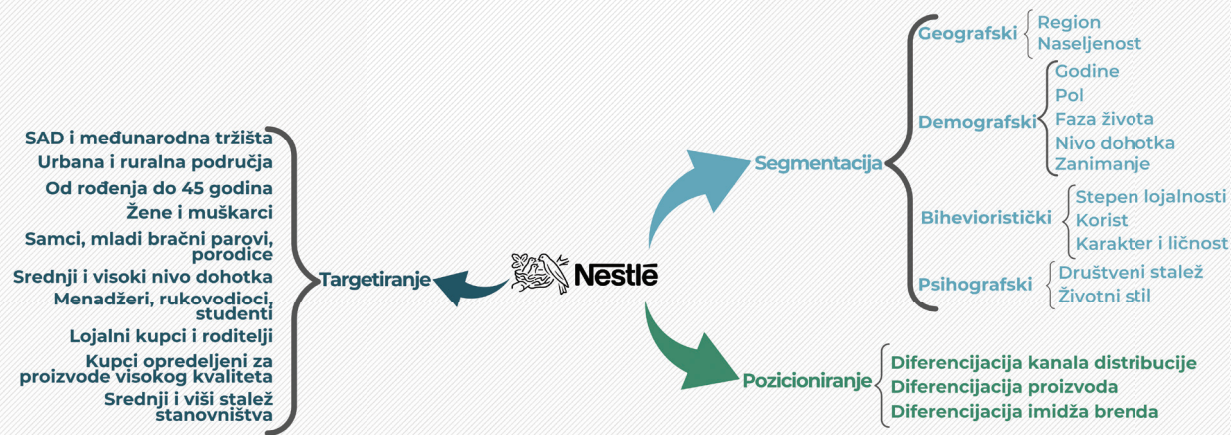 SAD i međunarodna tržišta
Urbana i ruralna područja
Od rođenja do 45 godina
Žene i muškarci
Samci, mladi bračni parovi,
porodice
Srednji i visoki nivo dohotka
Menadžeri, rukovodioci,
studenti
Lojalni kupci i roditelji
Kupci opredeljeni za
proizvode visokog kvaliteta
Srednji i viši stalež
stanovništva
Targetiranje
Nestlé
Segmentacija
Geografski
Region
Naseljenost
Demografski
Godine
Pol
Faza života
Nivo dohotka
Zanimanje
Bihevioristički
Stepen lojalnosti
Korist
Karakter i ličnost
Psihografski
Društveni stalež
Životni stil
Pozicioniranje
Diferencijacija kanala distribucije
Diferencijacija proizvoda
Diferencijacija imidža brenda